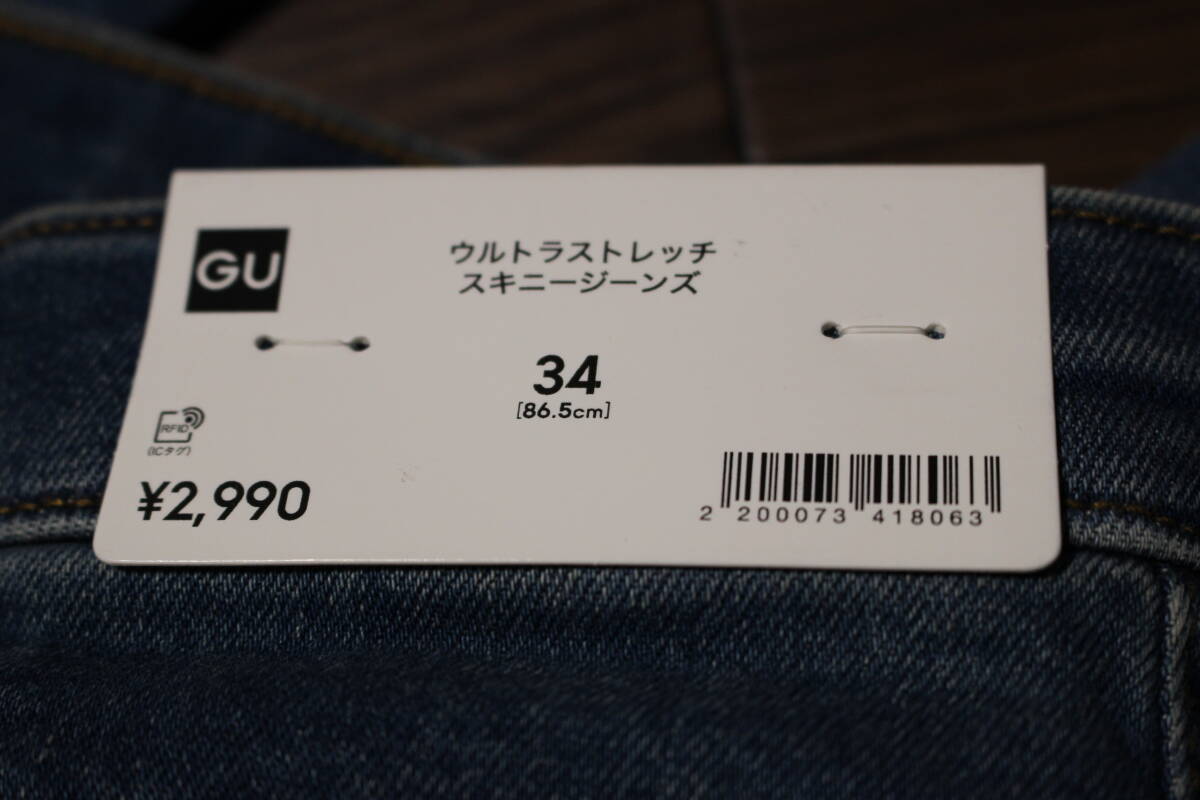 GU
ウルトラストレッチ
スキニージーンズ
34
[86.5cm]
RFID
(ICタグ)
¥2,990
2 200073 418063